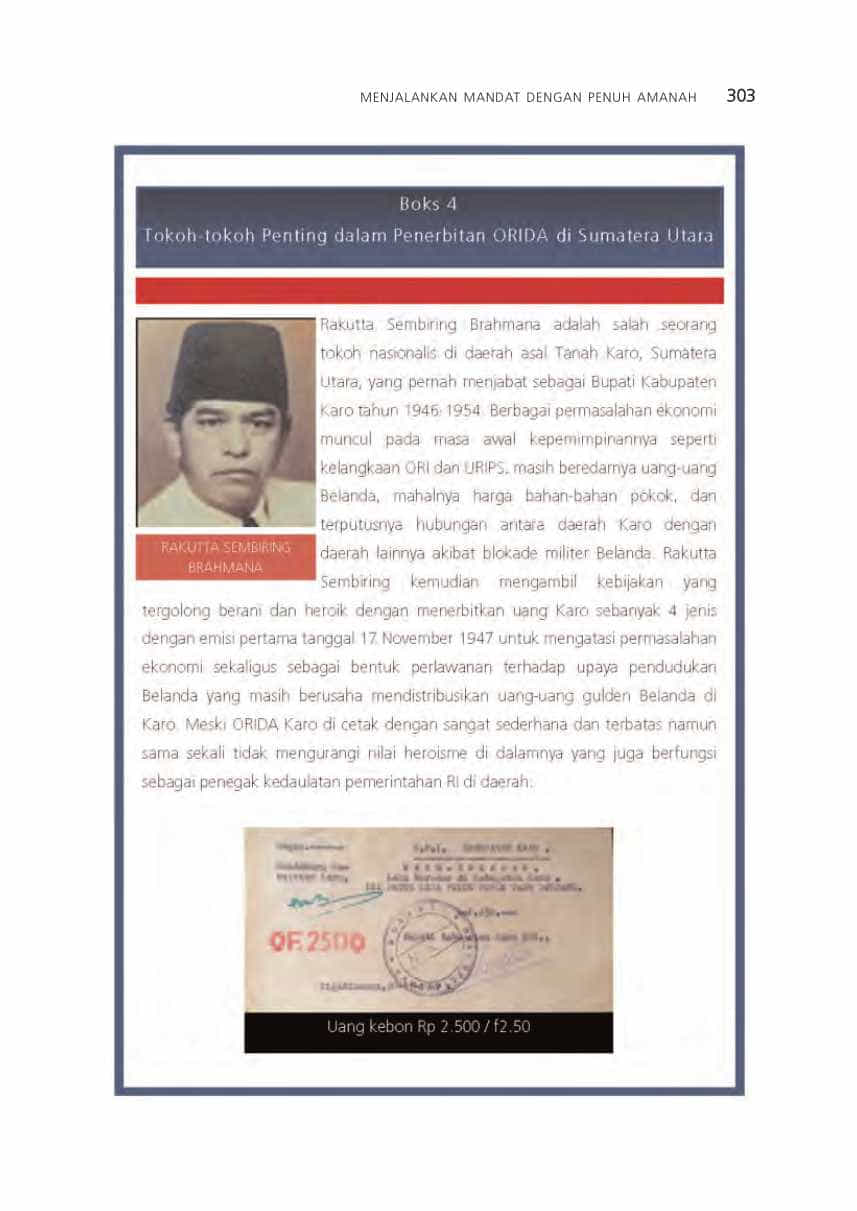 MENJALANKAN MANDAT DENGAN PENUH AMANAH 303
Boks 4
Tokoh-tokoh Penting dalam Penerbitan ORIDA di Sumatera Utara
Rakutta Sembiring Brahmana adalah salah seorang
tokoh nasionalis di daerah asal Tanah Karo, Sumatera
Utara, yang pernah menjabat sebagai Bupati Kabupaten
Karo tahun 1946-1954. Berbagai permasalahan ekonomi
muncul pada masa awal kepemimpinannya seperti
kelangkaan ORI dan URIPS, masih beredarnya uang-uang
Belanda, mahalnya harga bahan-bahan pokok, dan
terputusnya hubungan antara daerah Karo dengan
daerah lainnya akibat blokade militer Belanda. Rakutta
Sembiring kemudian mengambil kebijakan yang
RAKUTTA SEMBIRING
BRAHMANA
tergolong berani dan heroik dengan menerbitkan uang Karo sebanyak 4 jenis
dengan emisi pertama tanggal 17 November 1947 untuk mengatasi permasalahan
ekonomi sekaligus sebagai bentuk perlawanan terhadap upaya pendudukan
Belanda yang masih berusaha mendistribusikan uang-uang gulden Belanda di
Karo. Meski ORIDA Karo di cetak dengan sangat sederhana dan terbatas namun
sama sekali tidak mengurangi nilai heroisme di dalamnya yang juga berfungsi
sebagai penegak kedaulatan pemerintahan RI di daerah.
Uang kebon Rp 2.500 / f2.50